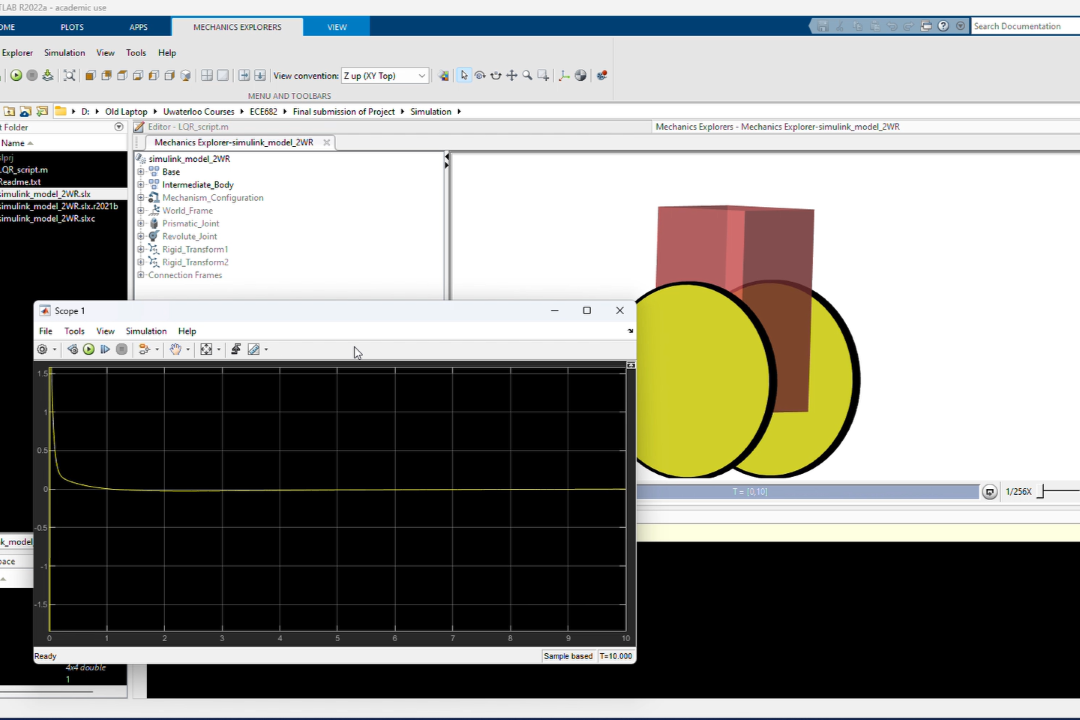 TLAB R2022a - academic use
OME PLOTS APPS MECHANICS EXPLORERS VIEW Search Documentation
Explorer Simulation View Tools Help
View convention: Z up (XY Top)
MENU AND TOOLBARS
D: Old Laptop Uwaterloo Courses ECE682 Final submission of Project Simulation
t Folder
Editor - LQR_script.m
Mechanics Explorers - Mechanics Explorer-simulink_model_2WR
Name
Mechanics Explorer-simulink_model_2WR
slprj
LQR_script.m
Readme.txt
simulink_model_2WR.slx
simulink_model_2WR.slx.r2021b
simulink_model_2WR.slxc
simulink_model_2WR
Base
Intermediate_Body
Mechanism_Configuration
World_Frame
Prismatic_Joint
Revolute_Joint
Rigid_Transform1
Rigid_Transform2
Connection Frames
Scope 1
File Tools View Simulation Help
1.5
1
0.5
0
-0.5
-1
-1.5
0 1 2 3 4 5 6 7 8 9 10
Ready Sample based T=10.000
T = [0,10]
1/256X
nk_model
pace
4x4 double
1